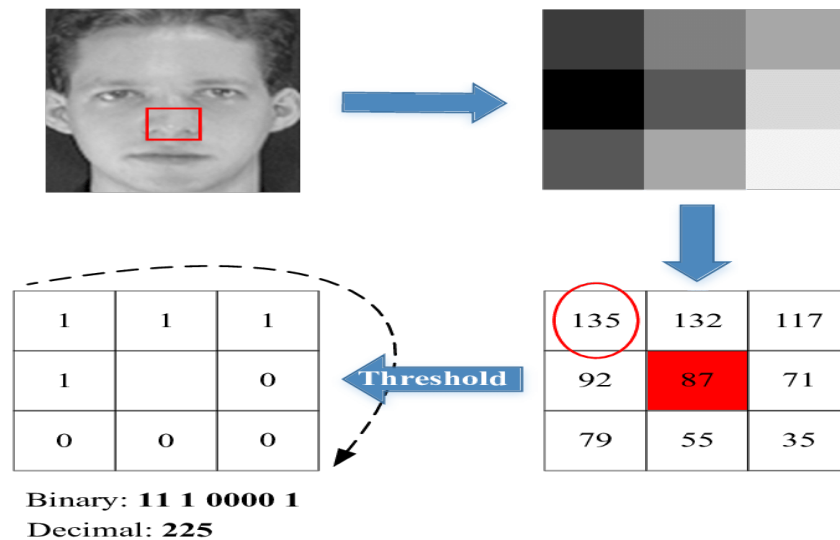 135 132 117
1 1 1
92 87 71
Threshold
1 0
79 55 35
0 0 0
Binary: 11 1 0000 1
Decimal: 225